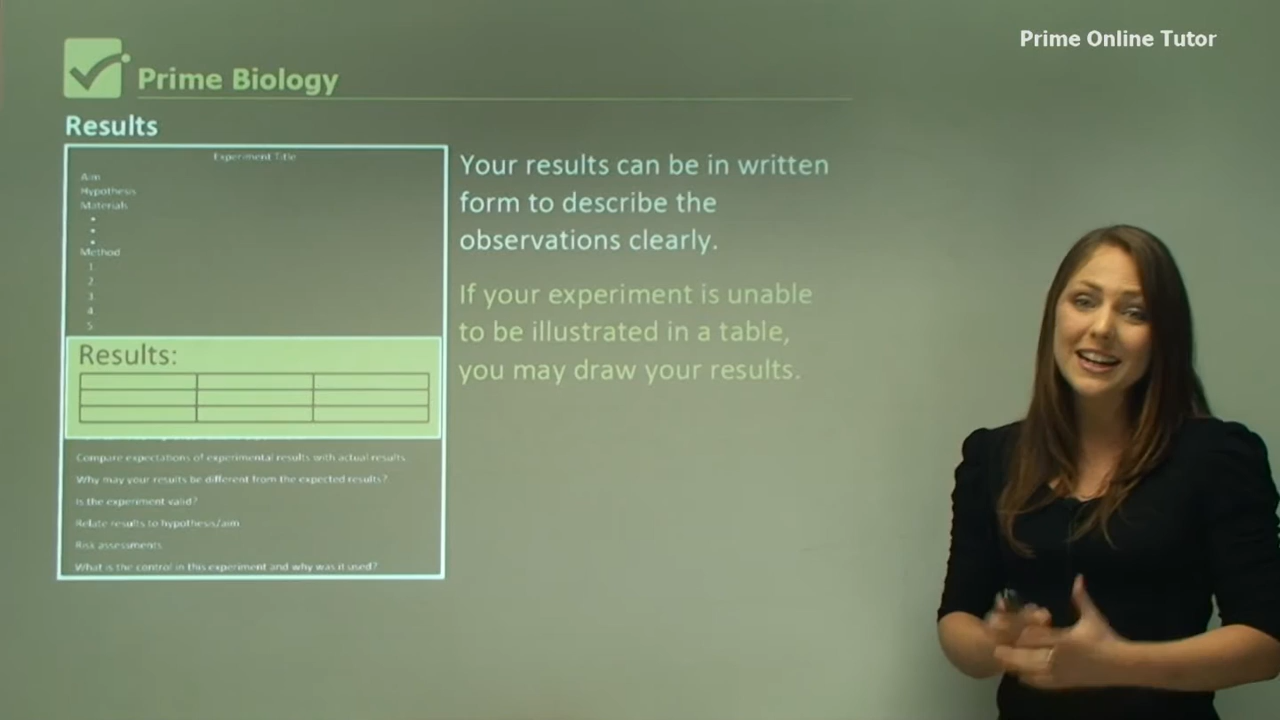 Prime Online Tutor
Prime Biology
Results
Experiment Title
Aim
Hypothesis
Materials
•
•
•
Method
1.
2.
3.
4.
5.
Results:
Compare expectations of experimental results with actual results
Why may your results be different from the expected results?
Is the experiment valid?
Relate results to hypothesis/aim
Risk assessments
What is the control in this experiment and why was it used?
Your results can be in written
form to describe the
observations clearly.
If your experiment is unable
to be illustrated in a table,
you may draw your results.